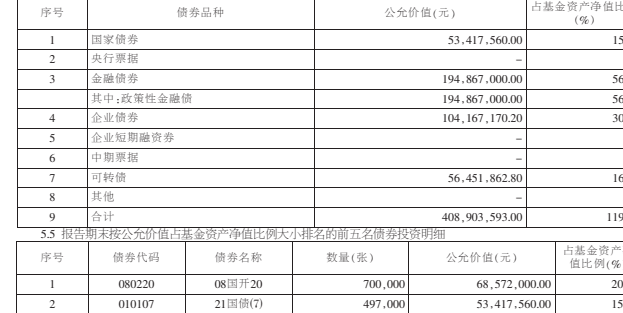 序号 债券品种 公允价值(元) 占基金资产净值比
(%)
1 国家债券 53,417,560.00 15
2 央行票据 –
3 金融债券 194,867,000.00 56
其中:政策性金融债 194,867,000.00 56
4 企业债券 104,167,170.20 30
5 企业短期融资券 –
6 中期票据 –
7 可转债 56,451,862.80 16
8 其他 –
9 合计 408,903,593.00 119
5.5 报告期末按公允价值占基金资产净值比例大小排名的前五名债券投资明细
序号 债券代码 债券名称 数量(张) 公允价值(元) 占基金资产
值比例(%
1 080220 08国开20 700,000 68,572,000.00 20
2 010107 21国债(7) 497,000 53,417,560.00 15